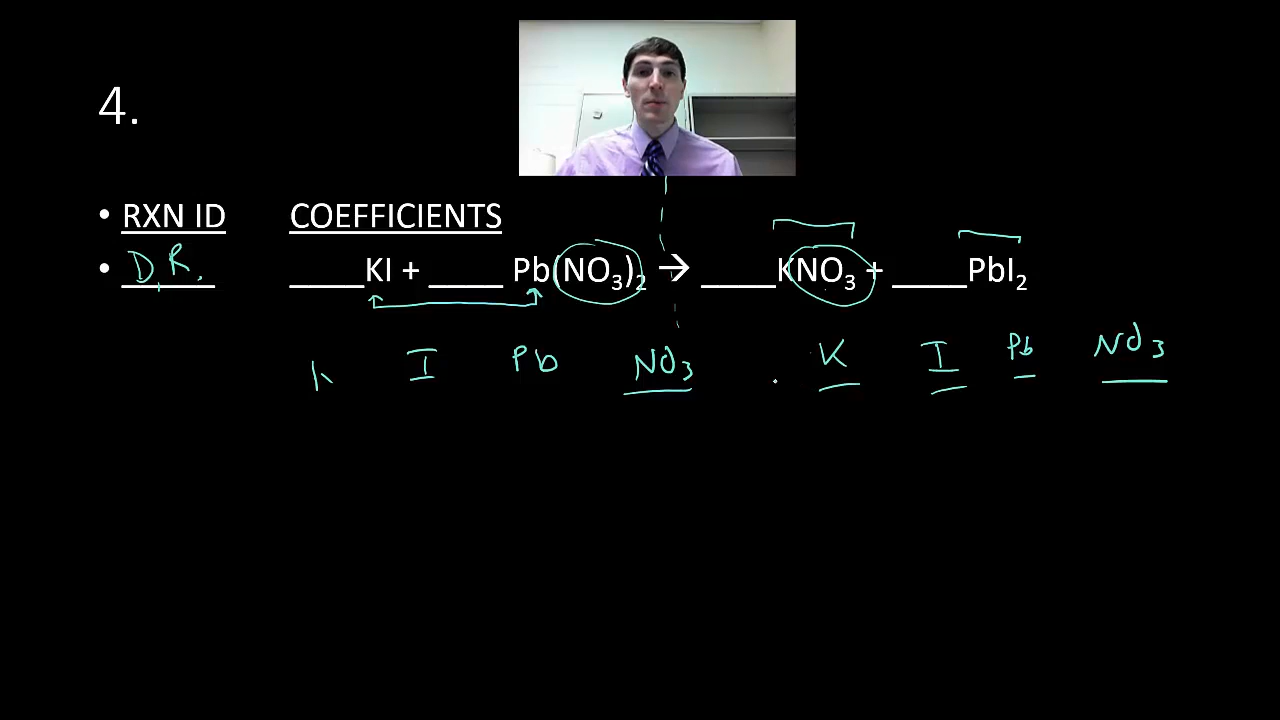 4.
• RXN ID COEFFICIENTS
• D.R. _____KI + _____ Pb(NO₃)₂ → _____KNO₃ + _____PbI₂
K I Pb NO₃ K I Pb NO₃